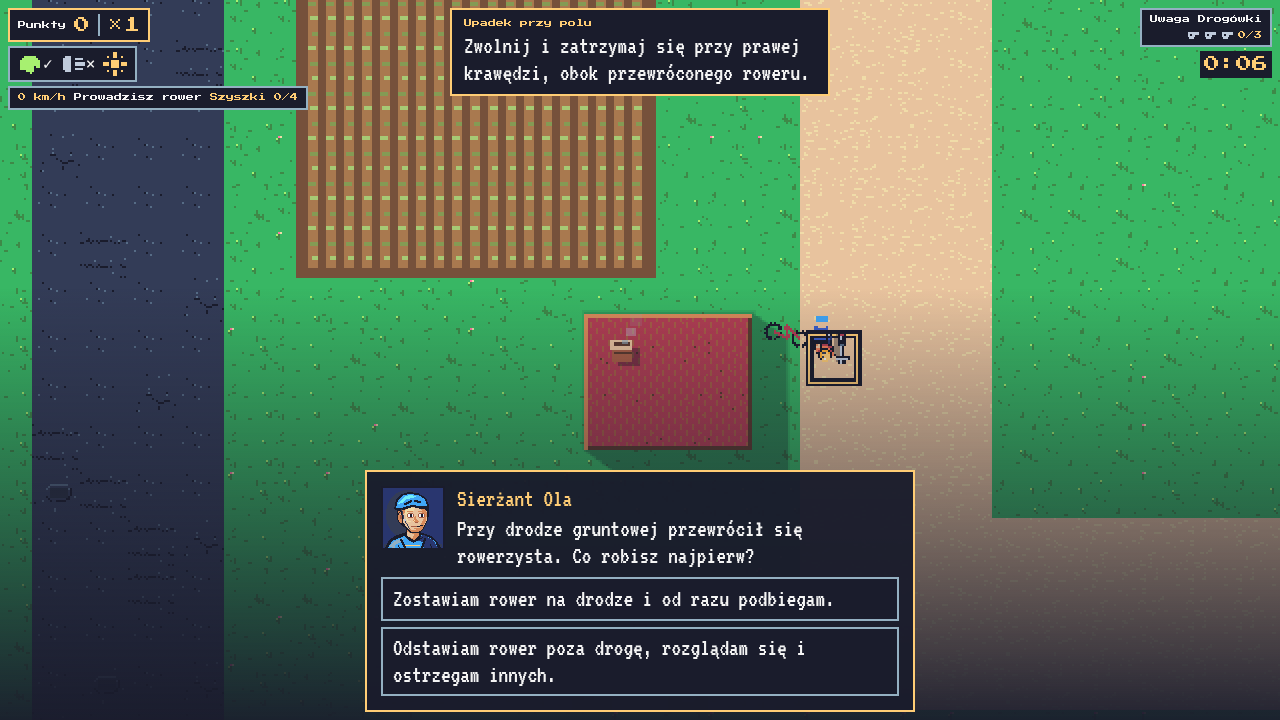 Punkty 0 | ×1
✓ ×
0 km/h Prowadzisz rower Szyszki 0/4
Upadek przy polu
Zwolnij i zatrzymaj się przy prawej
krawędzi, obok przewróconego roweru.
Uwaga Drogówki
0/3
0:06
Sierżant Ola
Przy drodze gruntowej przewrócił się
rowerzysta. Co robisz najpierw?
Zostawiam rower na drodze i od razu podbiegam.
Odstawiam rower poza drogę, rozglądam się i
ostrzegam innych.